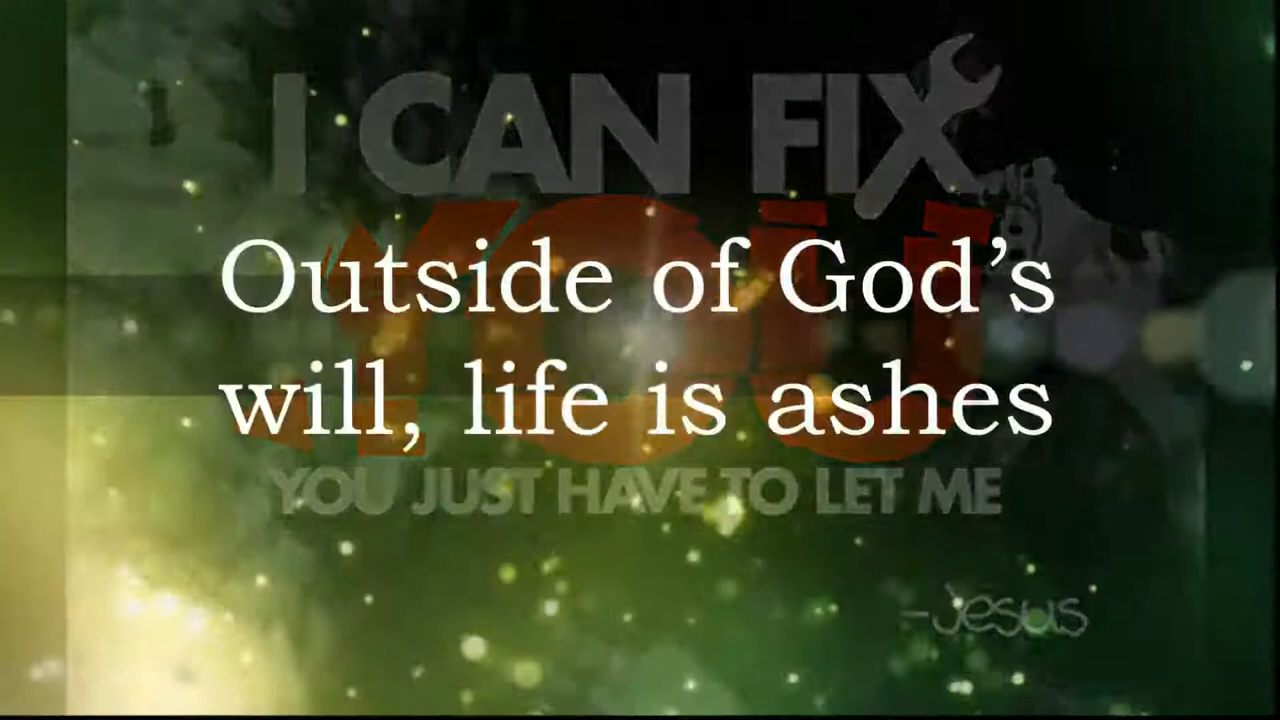 I CAN FIX
YOU
Outside of God’s
will, life is ashes
YOU JUST HAVE TO LET ME
-Jesus